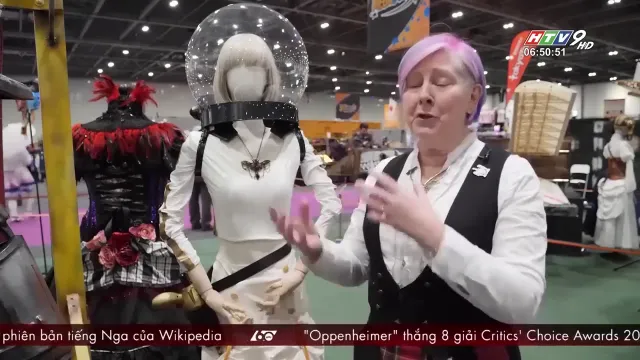 HTV9 HD
06:50:51
phiên bản tiếng Nga của Wikipedia 60 "Oppenheimer" thắng 8 giải Critics' Choice Awards 20